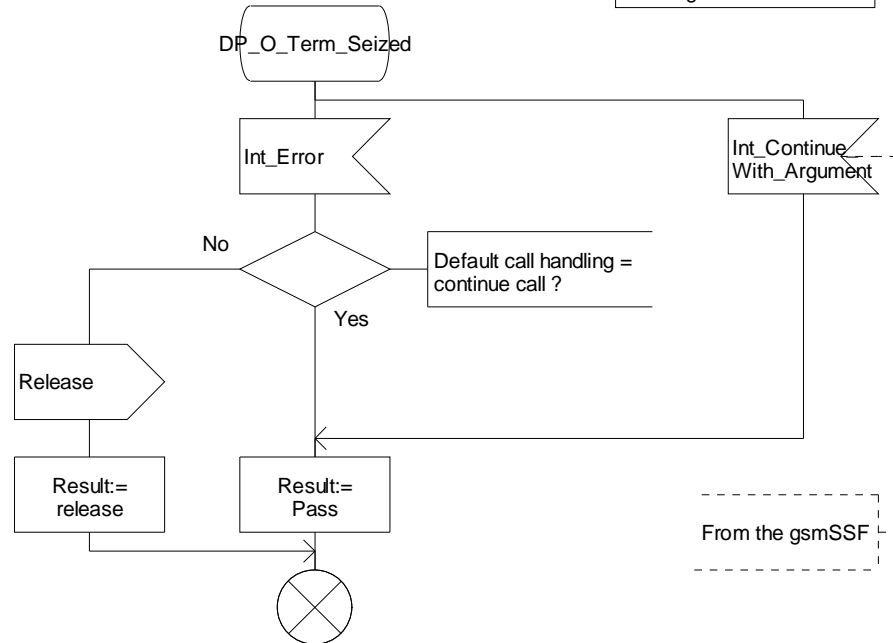 DP_O_Term_Seized
Int_Error
Int_Continue
With_Argument
No
Default call handling =
continue call ?
Yes
Release
Result:=
release
Result:=
Pass
From the gsmSSF